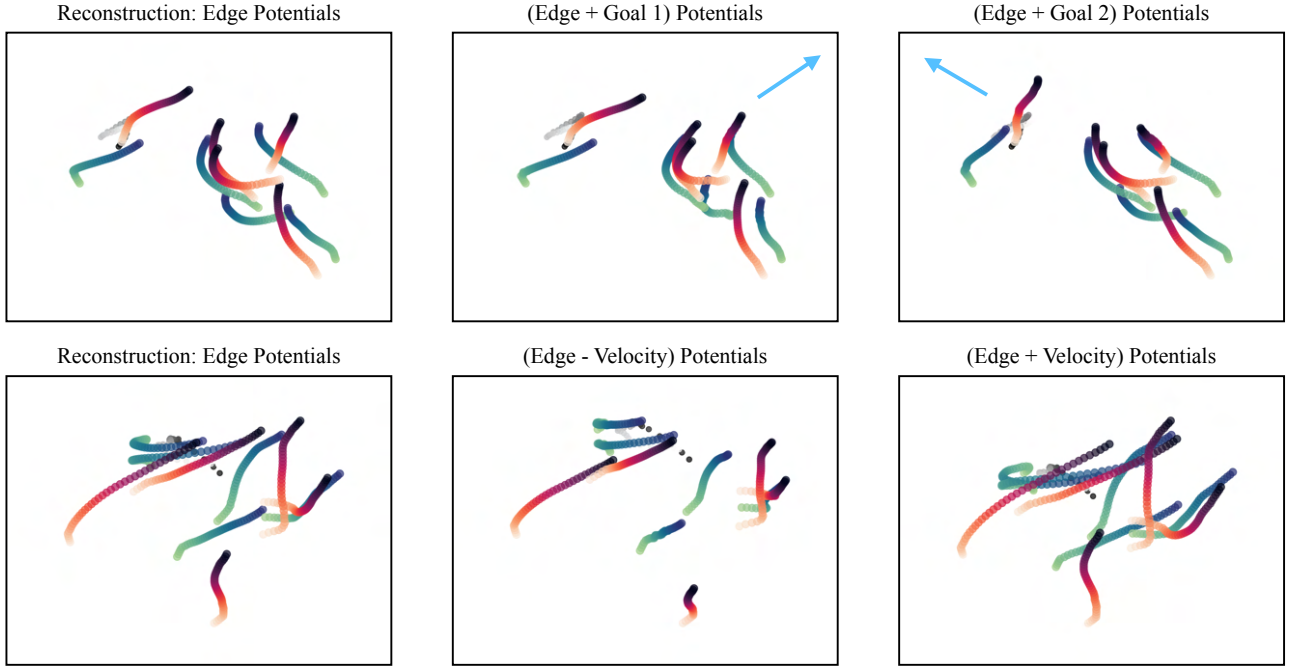 Reconstruction: Edge Potentials
(Edge + Goal 1) Potentials
(Edge + Goal 2) Potentials
Reconstruction: Edge Potentials
(Edge - Velocity) Potentials
(Edge + Velocity) Potentials